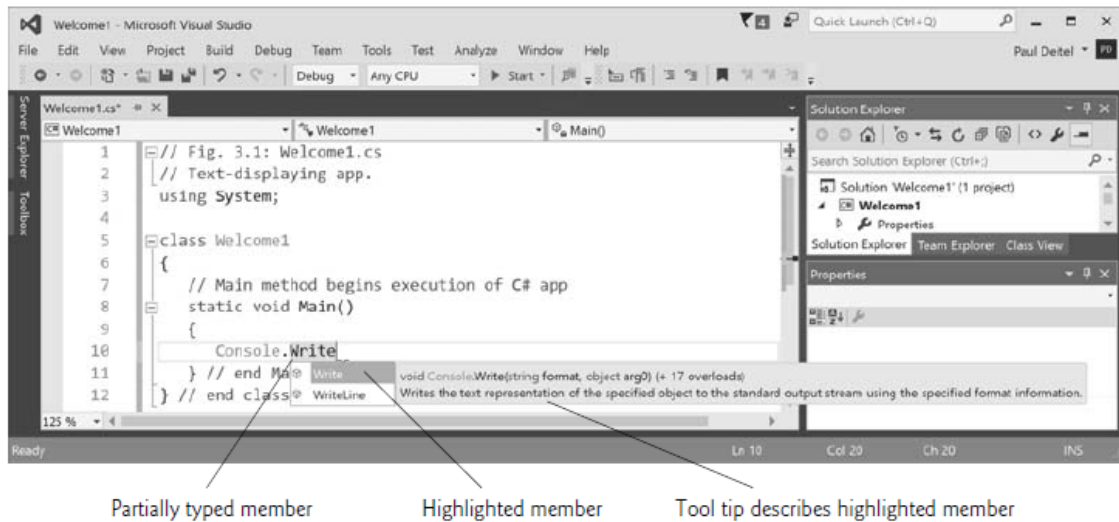 Welcome1 - Microsoft Visual Studio
4
Quick Launch (Ctrl+Q)
File Edit View Project Build Debug Team Tools Test Analyze Window Help
Paul Deitel
PD
Debug
Any CPU
Start
Server Explorer
Toolbox
Welcome1.cs*
Welcome1
Welcome1
Main()
1 // Fig. 3.1: Welcome1.cs
2 // Text-displaying app.
3 using System;
4
5 class Welcome1
6 {
7 // Main method begins execution of C# app
8 static void Main()
9 {
10 Console.Write
11 } // end Ma
12 } // end class
Write
WriteLine
void Console.Write(string format, object arg0) (+ 17 overloads)
Writes the text representation of the specified object to the standard output stream using the specified format information.
125 %
Solution Explorer
Search Solution Explorer (Ctrl+;)
Solution 'Welcome1' (1 project)
Welcome1
Properties
Solution Explorer Team Explorer Class View
Properties
Ready
Ln 10 Col 20 Ch 20 INS
Partially typed member
Highlighted member
Tool tip describes highlighted member